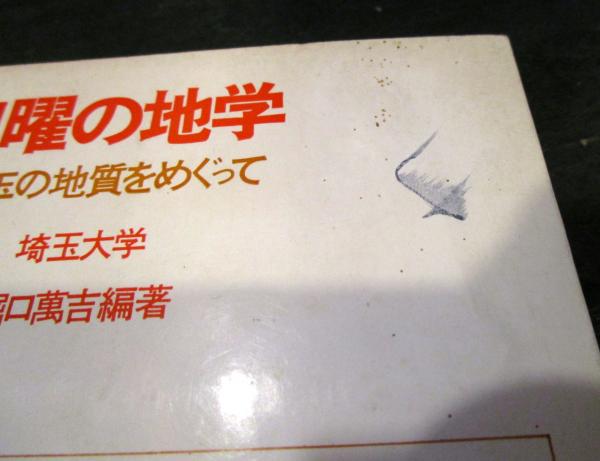 曜の地学
玉の地質をめぐって
埼玉大学
堀口萬吉編著